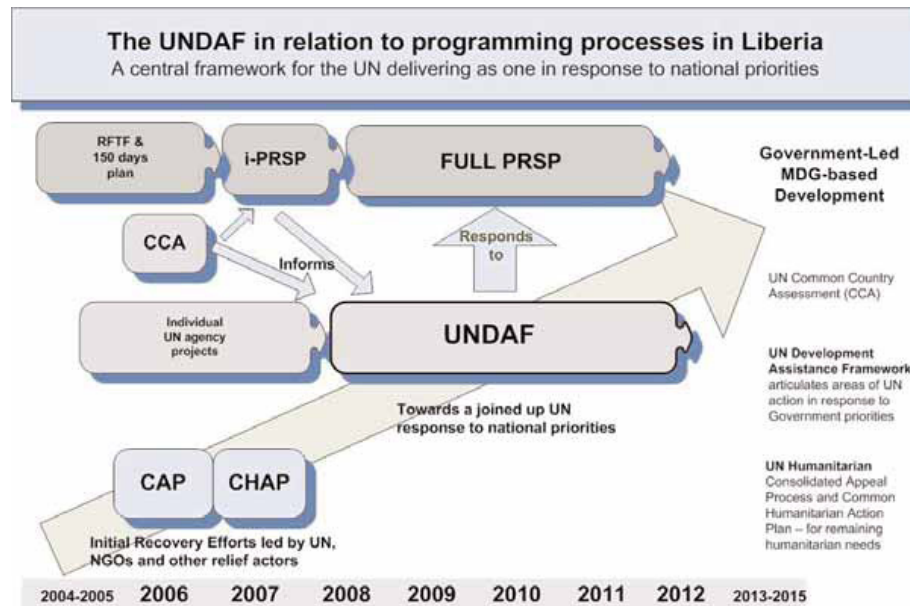 The UNDAF in relation to programming processes in Liberia
A central framework for the UN delivering as one in response to national priorities
RFTF &
150 days
plan
i-PRSP
FULL PRSP
Government-Led
MDG-based
Development
CCA
Informs
Responds
to
UN Common Country
Assessment (CCA)
Individual
UN agency
projects
UNDAF
UN Development
Assistance Framework
articulates areas of UN
action in response to
Government priorities
Towards a joined up UN
response to national priorities
CAP
CHAP
UN Humanitarian
Consolidated Appeal
Process and Common
Humanitarian Action
Plan – for remaining
humanitarian needs
Initial Recovery Efforts led by UN,
NGOs and other relief actors
2004-2005 2006 2007 2008 2009 2010 2011 2012 2013-2015